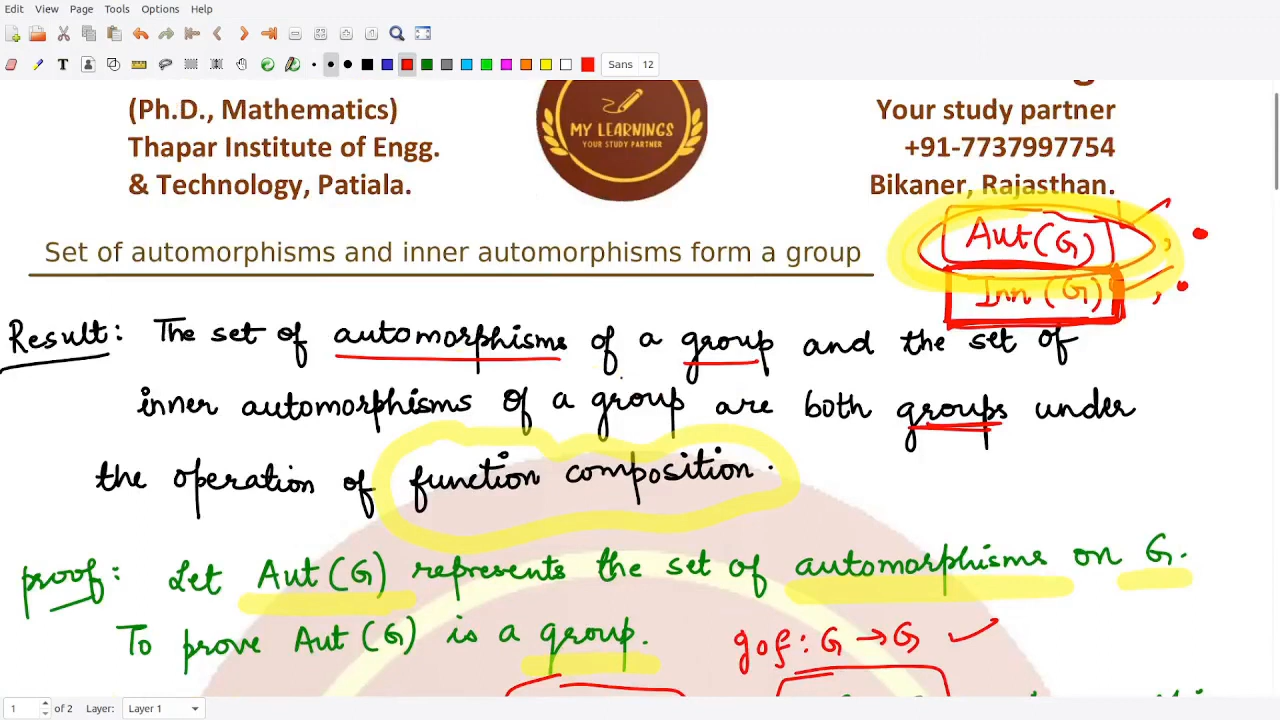 Edit View Page Tools Options Help
Sans 12
(Ph.D., Mathematics)
Thapar Institute of Engg.
& Technology, Patiala.
MY LEARNINGS
YOUR STUDY PARTNER
Your study partner
+91-7737997754
Bikaner, Rajasthan.
Aut(G)
Inn(G)
Set of automorphisms and inner automorphisms form a group
Result: The set of automorphisms of a group and the set of
inner automorphisms of a group are both groups under
the operation of function composition.
proof: Let Aut(G) represents the set of automorphisms on G.
To prove Aut(G) is a group.
gof: G → G
1 of 2 Layer: Layer 1